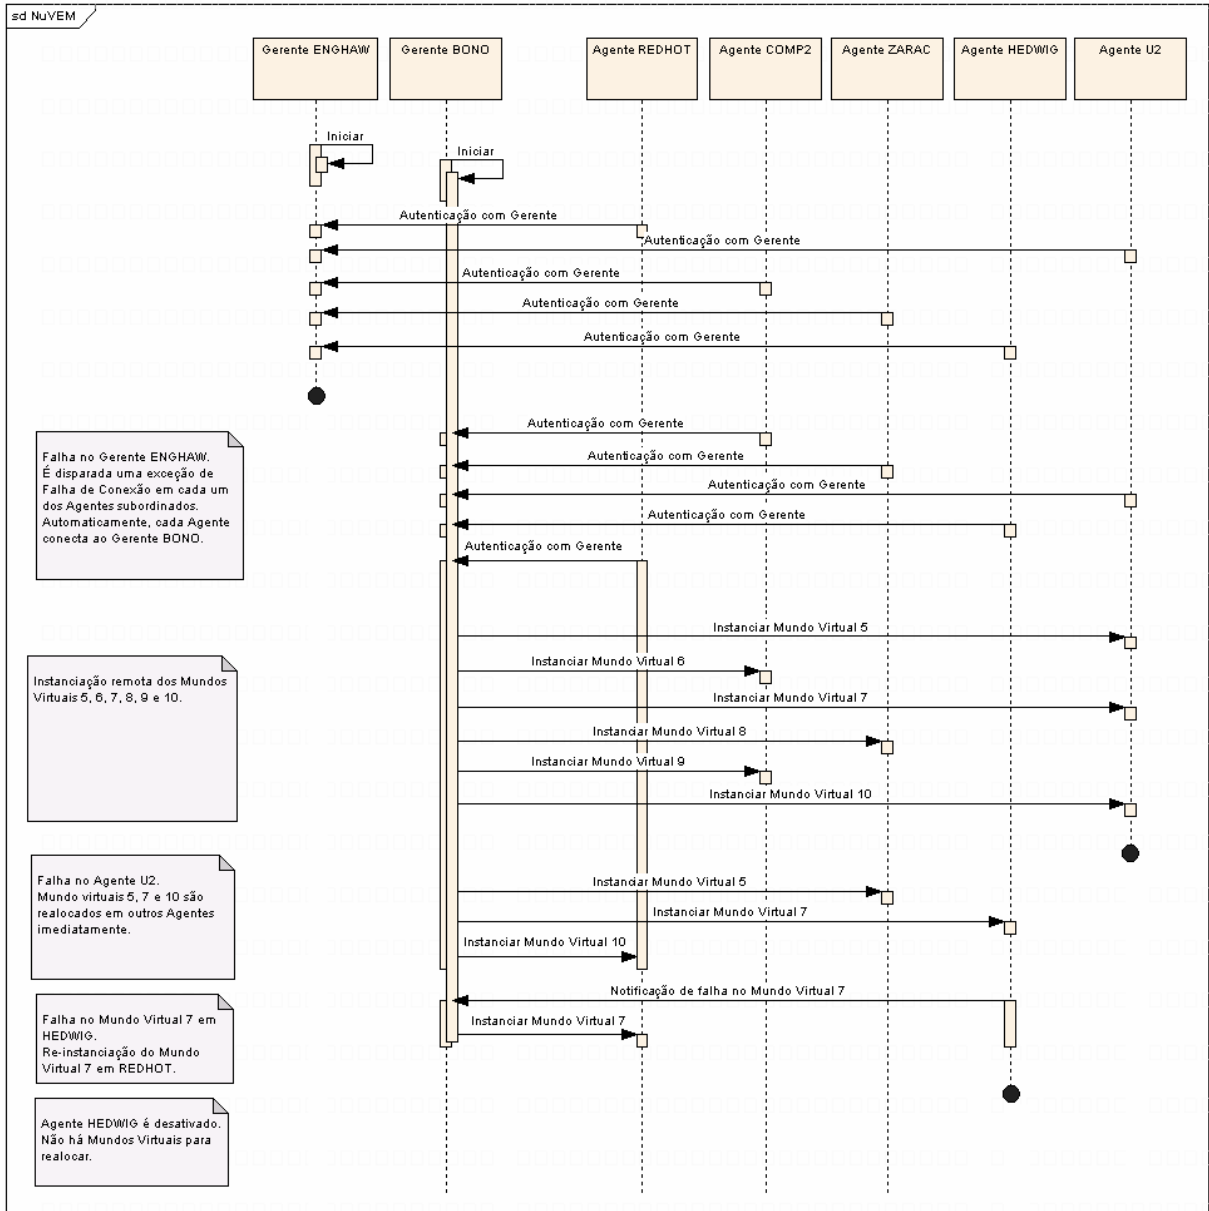 sd NuVEM
Gerente ENGHAW
Gerente BONO
Agente REDHOT
Agente COMP2
Agente ZARAC
Agente HEDWIG
Agente U2
Iniciar
Iniciar
Autenticação com Gerente
Autenticação com Gerente
Autenticação com Gerente
Autenticação com Gerente
Autenticação com Gerente
Autenticação com Gerente
Autenticação com Gerente
Autenticação com Gerente
Autenticação com Gerente
Autenticação com Gerente
Falha no Gerente ENGHAW.
É disparada uma exceção de
Falha de Conexão em cada um
dos Agentes subordinados.
Automaticamente, cada Agente
conecta ao Gerente BONO.
Instanciar Mundo Virtual 5
Instanciar Mundo Virtual 6
Instanciar Mundo Virtual 7
Instanciar Mundo Virtual 8
Instanciar Mundo Virtual 9
Instanciar Mundo Virtual 10
Instanciação remota dos Mundos
Virtuais 5, 6, 7, 8, 9 e 10.
Instanciar Mundo Virtual 5
Instanciar Mundo Virtual 7
Instanciar Mundo Virtual 10
Falha no Agente U2.
Mundo virtuais 5, 7 e 10 são
realocados em outros Agentes
imediatamente.
Notificação de falha no Mundo Virtual 7
Instanciar Mundo Virtual 7
Falha no Mundo Virtual 7 em
HEDWIG.
Re-instanciação do Mundo
Virtual 7 em REDHOT.
Agente HEDWIG é desativado.
Não há Mundos Virtuais para
realocar.